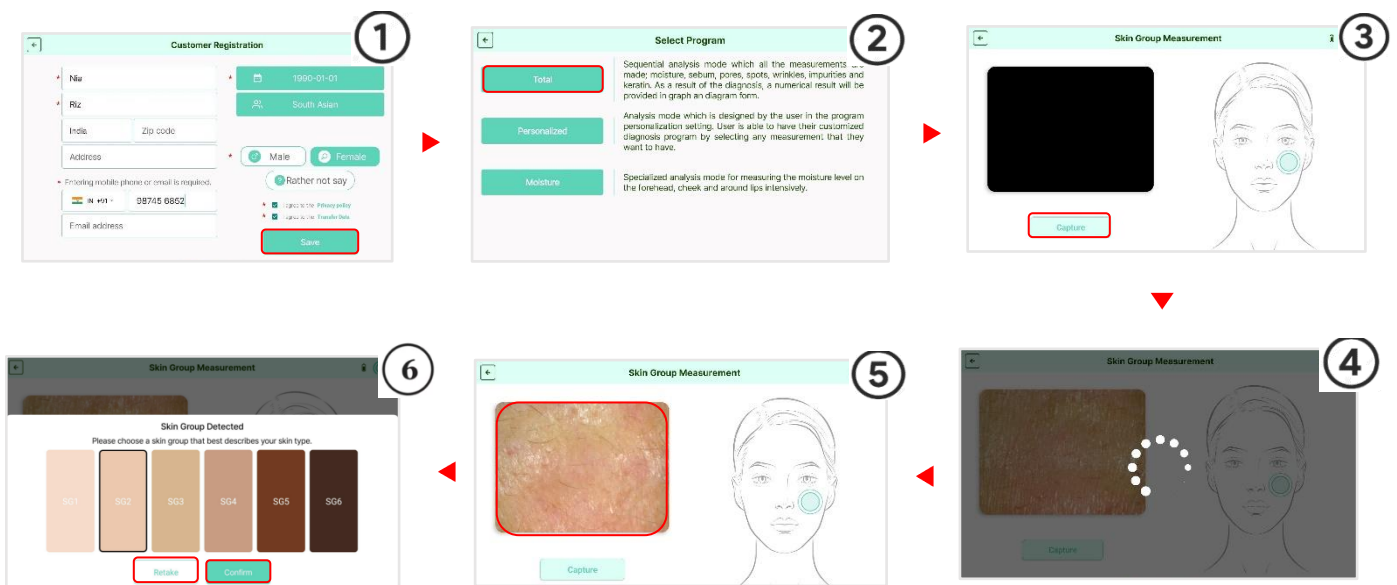 1
Customer Registration
* Nia
* 1990-01-01
* Riz
South Asian
India
Zip code
Address
* Male
Female
* Entering mobile phone or email is required.
Rather not say
IN +91
98745 6852
* I agree to the Privacy policy
* I agree to the Transfer Data
Email address
Save
2
Select Program
Total
Sequential analysis mode which all the measurements are
made; moisture, sebum, pores, spots, wrinkles, impurities and
keratin. As a result of the diagnosis, a numerical result will be
provided in graph an diagram form.
Personalized
Analysis mode which is designed by the user in the program
personalization setting. User is able to have their customized
diagnosis program by selecting any measurement that they
want to have.
Moisture
Specialized analysis mode for measuring the moisture level on
the forehead, cheek and around lips intensively.
3
Skin Group Measurement
Capture
4
Skin Group Measurement
Capture
5
Skin Group Measurement
Capture
6
Skin Group Measurement
Skin Group Detected
Please choose a skin group that best describes your skin type.
SG1 SG2 SG3 SG4 SG5 SG6
Retake
Confirm